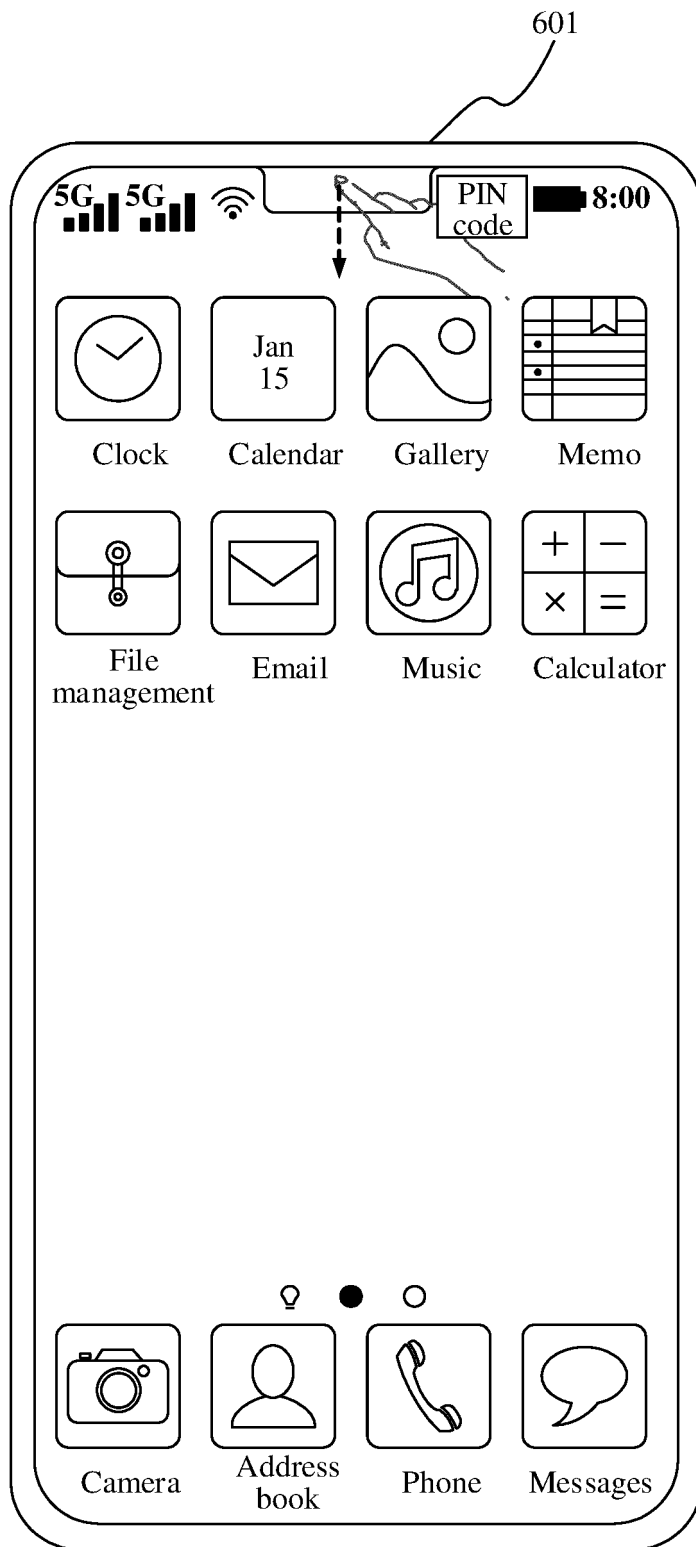 601
5G 5G PIN code 8:00
Jan
15
Clock Calendar Gallery Memo
+ −
× =
File management Email Music Calculator
Camera Address book Phone Messages